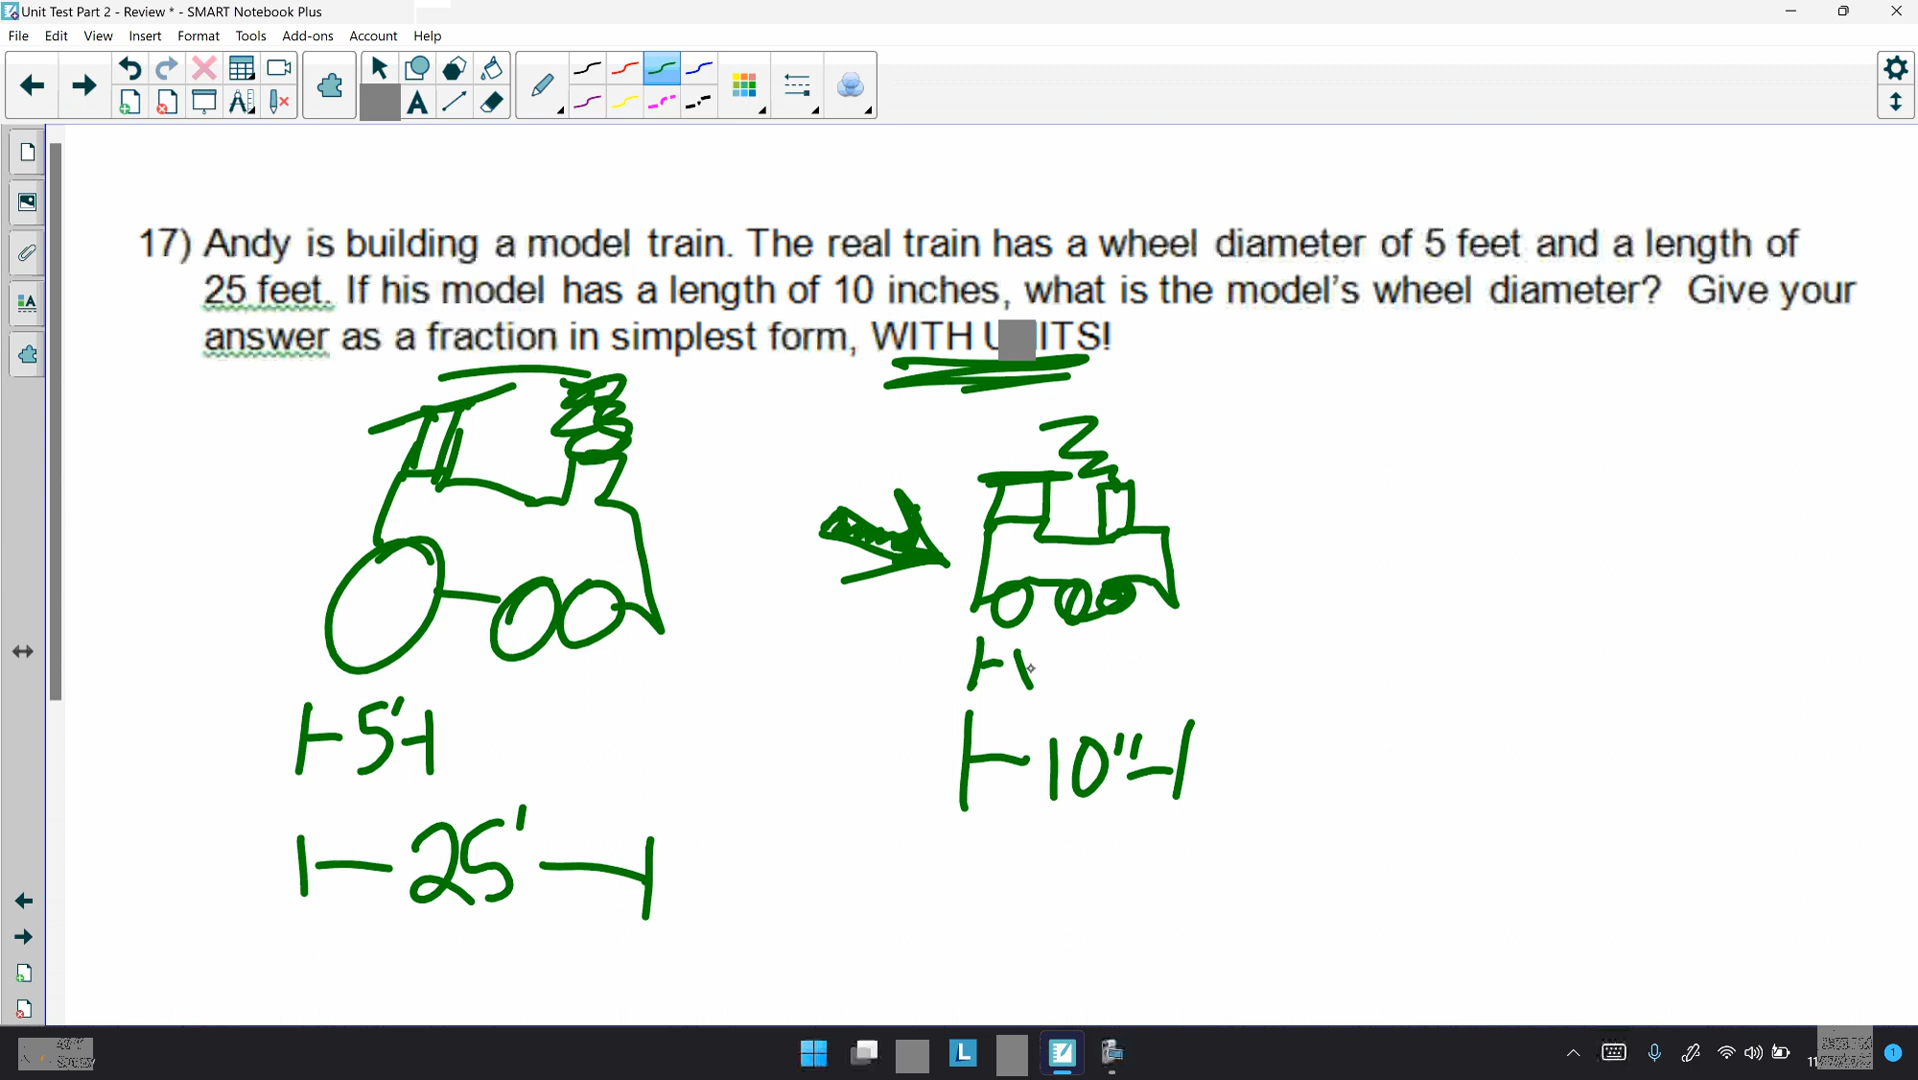 Unit Test Part 2 - Review * - SMART Notebook Plus
File Edit View Insert Format Tools Add-ons Account Help
17) Andy is building a model train. The real train has a wheel diameter of 5 feet and a length of
25 feet. If his model has a length of 10 inches, what is the model's wheel diameter? Give your
answer as a fraction in simplest form, WITH
5'
10"
25'
L
1